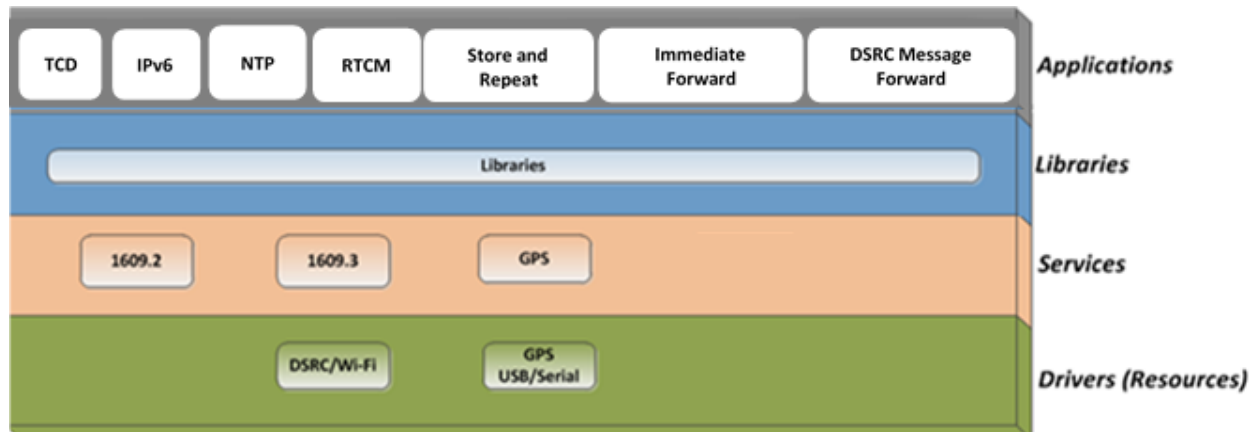 TCD
IPv6
NTP
RTCM
Store and
Repeat
Immediate
Forward
DSRC Message
Forward
Applications
Libraries
Libraries
1609.2
1609.3
GPS
Services
DSRC/Wi-Fi
GPS
USB/Serial
Drivers (Resources)